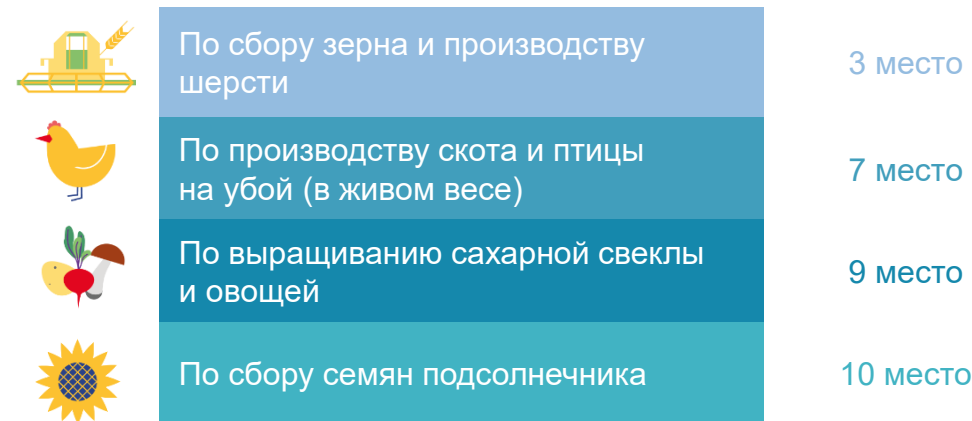 По сбору зерна и производству
шерсти
3 место
По производству скота и птицы
на убой (в живом весе)
7 место
По выращиванию сахарной свеклы
и овощей
9 место
По сбору семян подсолнечника
10 место